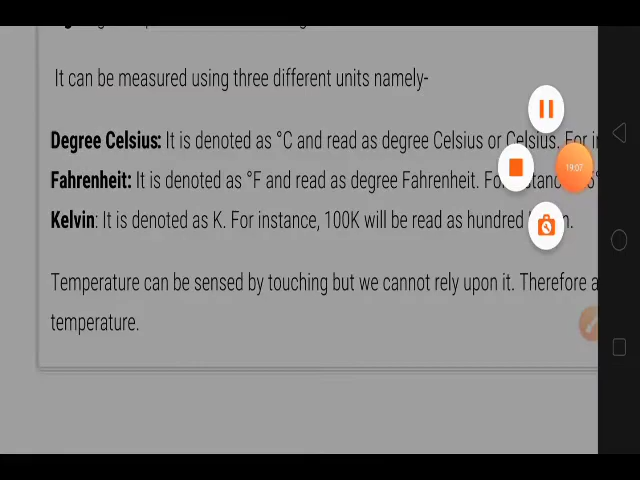 It can be measured using three different units namely-
Degree Celsius: It is denoted as °C and read as degree Celsius or Celsius. For
Fahrenheit: It is denoted as °F and read as degree Fahrenheit.
Kelvin: It is denoted as K. For instance, 100K will be read as hundred
Temperature can be sensed by touching but we cannot rely upon it. Therefore a
temperature.
19:07